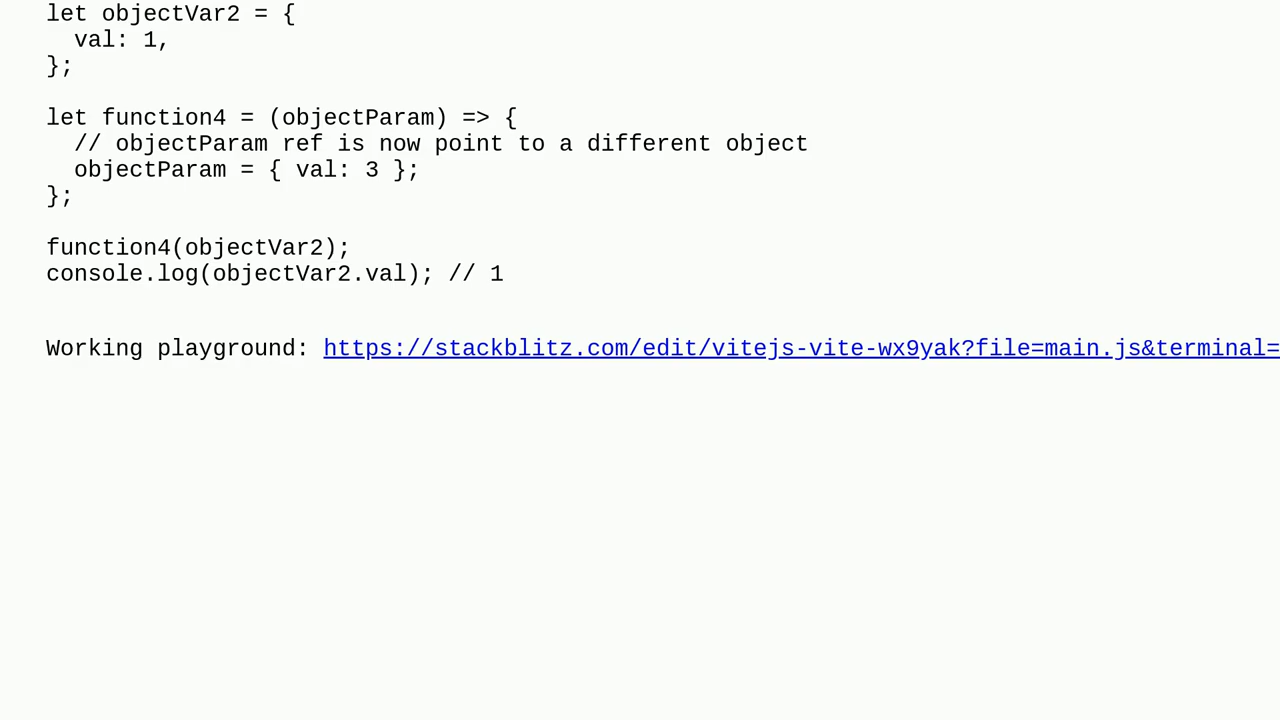 let objectVar2 = {
  val: 1,
};

let function4 = (objectParam) => {
  // objectParam ref is now point to a different object
  objectParam = { val: 3 };
};

function4(objectVar2);
console.log(objectVar2.val); // 1

Working playground: https://stackblitz.com/edit/vitejs-vite-wx9yak?file=main.js&terminal=